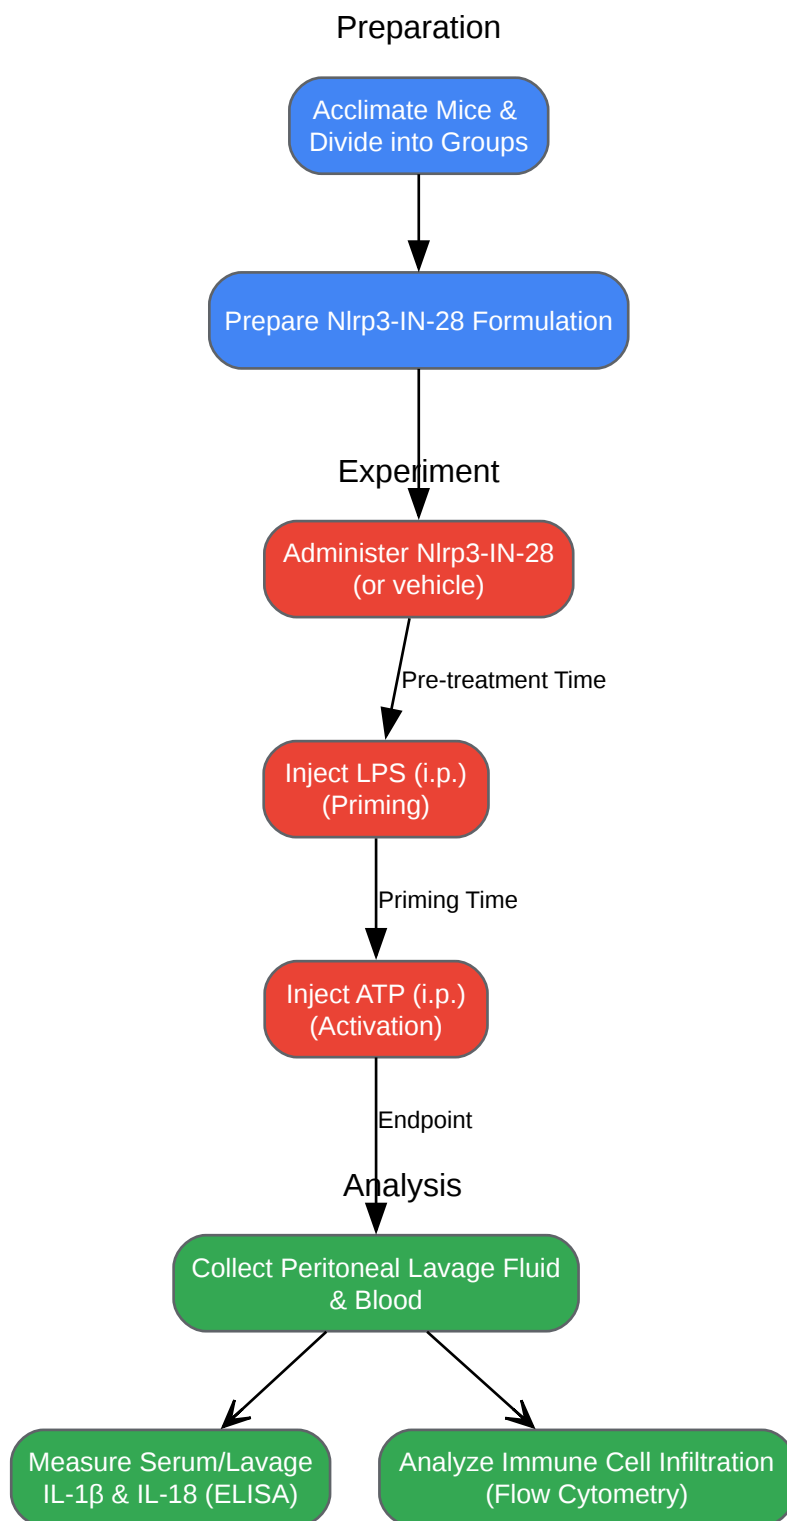 Preparation
Acclimate Mice &
Divide into Groups
Prepare Nlrp3-IN-28 Formulation
Experiment
Administer Nlrp3-IN-28
(or vehicle)
Pre-treatment Time
Inject LPS (i.p.)
(Priming)
Priming Time
Inject ATP (i.p.)
(Activation)
Endpoint
Analysis
Collect Peritoneal Lavage Fluid
& Blood
Measure Serum/Lavage
IL-1β & IL-18 (ELISA)
Analyze Immune Cell Infiltration
(Flow Cytometry)